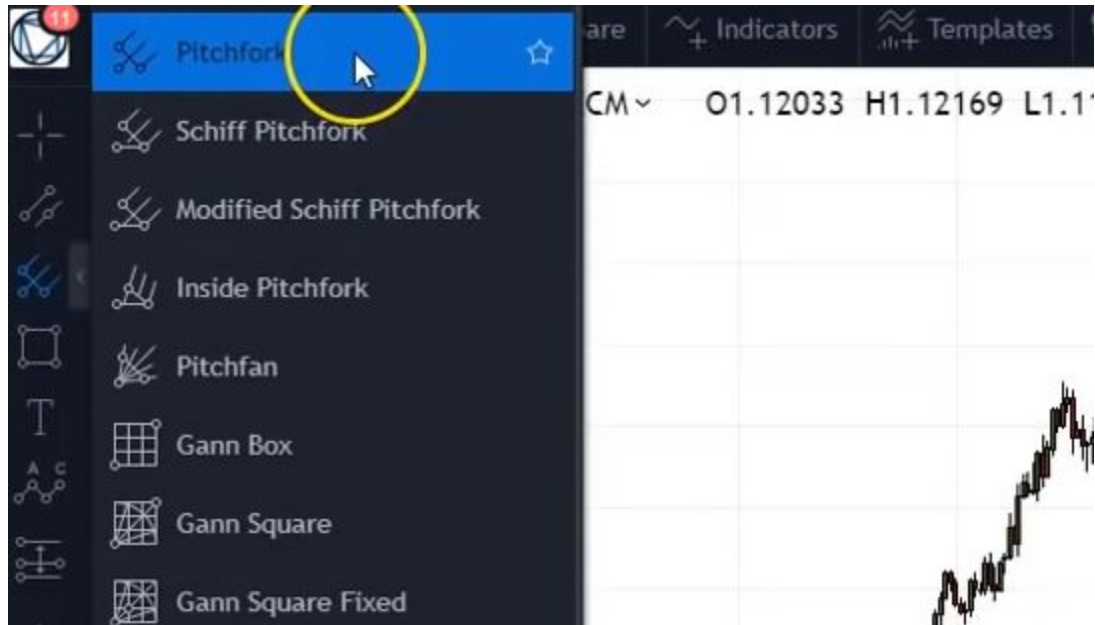 11
are Indicators Templates
Pitchfork
CM O1.12033 H1.12169 L1.1
Schiff Pitchfork
Modified Schiff Pitchfork
Inside Pitchfork
Pitchfan
Gann Box
T
A C
Gann Square
Gann Square Fixed